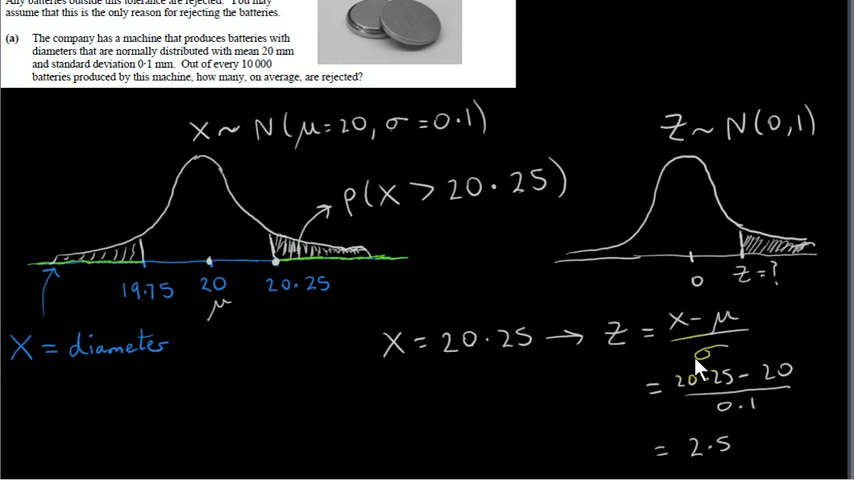 Any batteries outside this tolerance are rejected. You may
assume that this is the only reason for rejecting the batteries.
(a) The company has a machine that produces batteries with
diameters that are normally distributed with mean 20 mm
and standard deviation 0·1 mm. Out of every 10 000
batteries produced by this machine, how many, on average, are rejected?
X ~ N(μ=20, σ=0.1)
Z ~ N(0,1)
P(X > 20.25)
19.75 20 20.25
μ
0 Z=?
X = diameter
X = 20.25 → Z = X - μ
σ
= 20.25 - 20
0.1
= 2.5